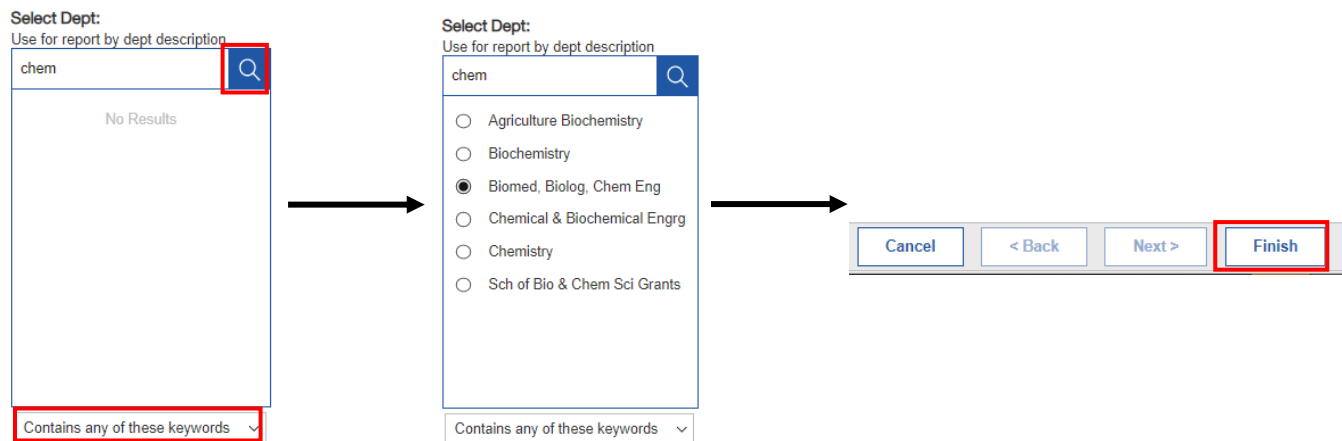 Select Dept:
Use for report by dept description
chem
No Results
Contains any of these keywords
Select Dept:
Use for report by dept description
chem
Agriculture Biochemistry
Biochemistry
Biomed, Biolog, Chem Eng
Chemical & Biochemical Engrg
Chemistry
Sch of Bio & Chem Sci Grants
Contains any of these keywords
Cancel < Back Next > Finish